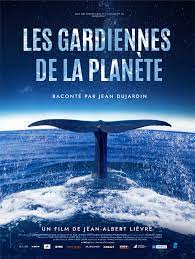 LES GARDIENNES
DE LA PLANÈTE
RACONTÉ PAR JEAN DUJARDIN
UN FILM DE JEAN-ALBERT LIÈVRE